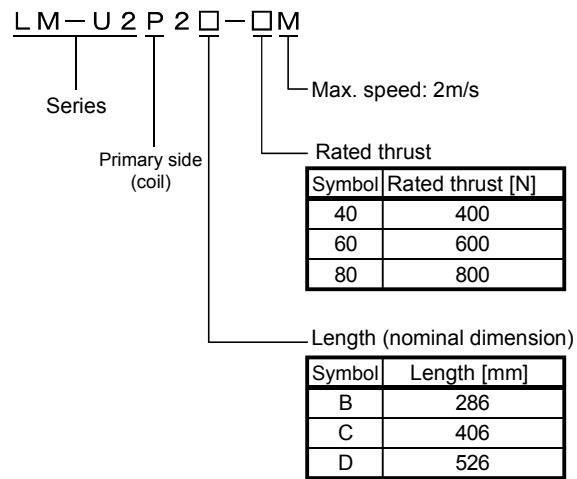 LM-U2P2□-□M
Max. speed: 2m/s
Series
Rated thrust
Primary side
(coil)
Symbol Rated thrust [N]
40 400
60 600
80 800
Length (nominal dimension)
Symbol Length [mm]
B 286
C 406
D 526